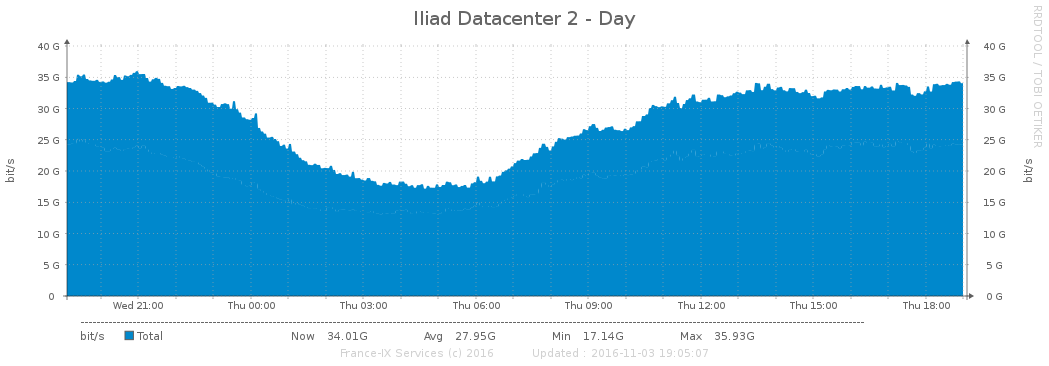 Iliad Datacenter 2 - Day
RRDTOOL / TOBI OETIKER
40 G 40 G
35 G 35 G
30 G 30 G
25 G 25 G
20 G 20 G
15 G 15 G
10 G 10 G
5 G 5 G
0 0 G
bit/s bit/s
Wed 21:00 Thu 00:00 Thu 03:00 Thu 06:00 Thu 09:00 Thu 12:00 Thu 15:00 Thu 18:00
bit/s Total Now 34.01G Avg 27.95G Min 17.14G Max 35.93G
France-IX Services (c) 2016 Updated : 2016-11-03 19:05:07